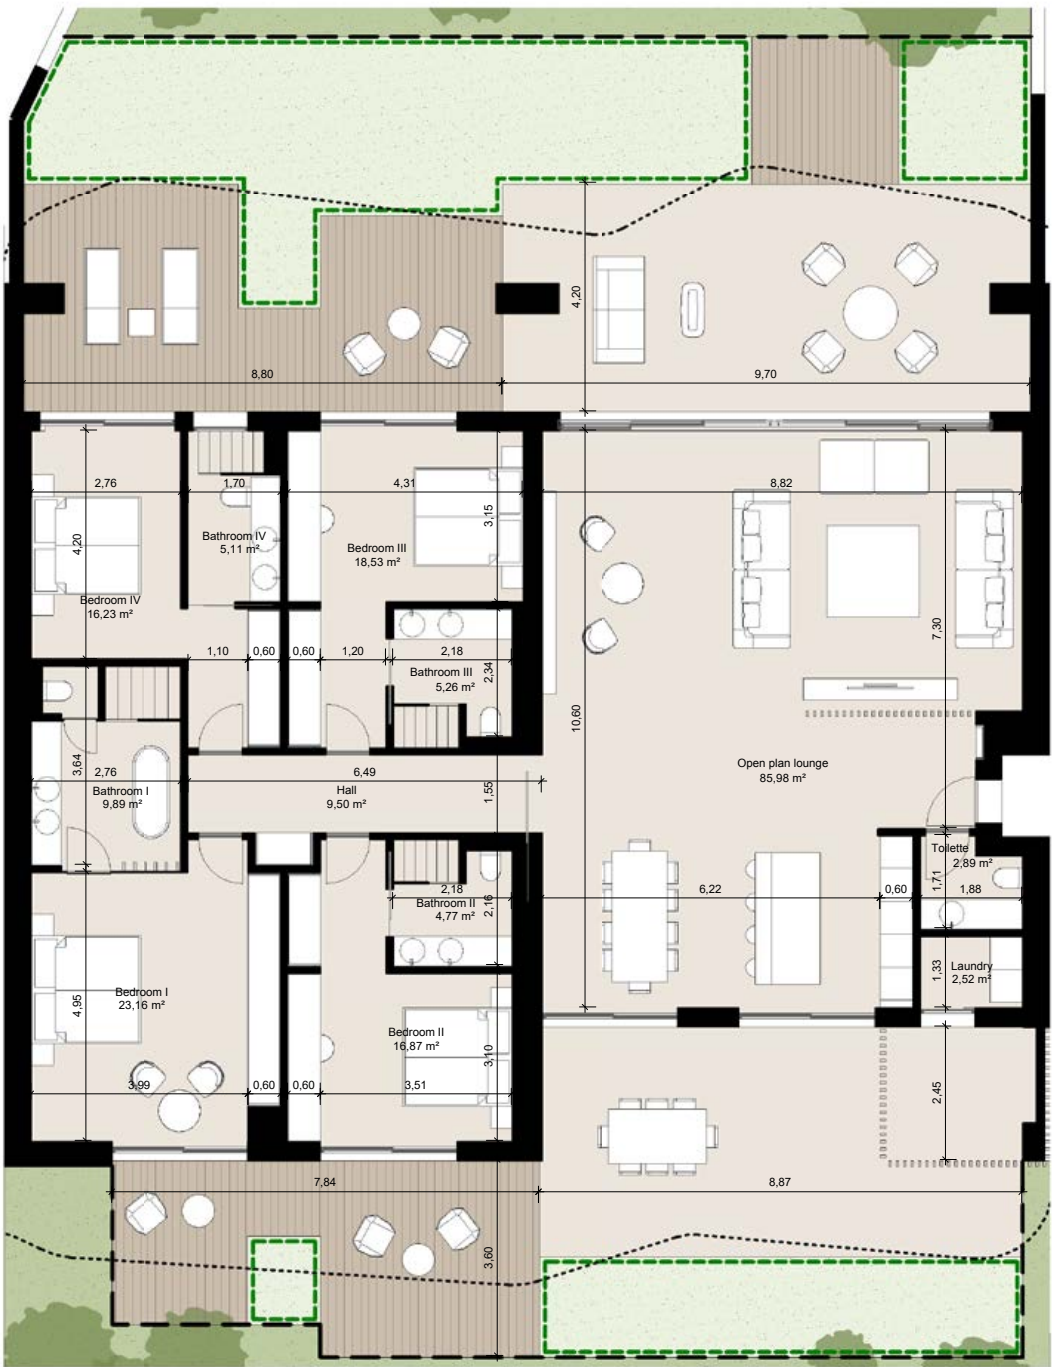 4,20
8,80
9,70
2,76
1,70
4,31
8,82
4,20
3,15
Bathroom IV
5,11 m²
Bedroom III
18,53 m²
Bedroom IV
16,23 m²
7,30
1,10
0,60
0,60
1,20
2,18
Bathroom III
5,26 m²
2,34
10,60
3,64
2,76
Bathroom I
9,89 m²
6,49
Hall
9,50 m²
1,55
Open plan lounge
85,98 m²
Toilette
2,89 m²
1,71
1,88
2,18
Bathroom II
4,77 m²
2,16
6,22
0,60
Laundry
2,52 m²
1,33
Bedroom I
23,16 m²
4,95
Bedroom II
16,87 m²
3,10
3,99
0,60
0,60
3,51
2,45
7,84
8,87
3,60